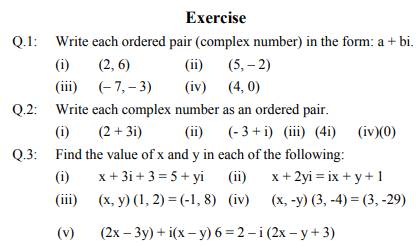 Exercise
Q.1: Write each ordered pair (complex number) in the form: a + bi.
(i) (2, 6) (ii) (5, – 2)
(iii) (– 7, – 3) (iv) (4, 0)
Q.2: Write each complex number as an ordered pair.
(i) (2 + 3i) (ii) (- 3 + i) (iii) (4i) (iv)(0)
Q.3: Find the value of x and y in each of the following:
(i) x + 3i + 3 = 5 + yi (ii) x + 2yi = ix + y + 1
(iii) (x, y) (1, 2) = (-1, 8) (iv) (x, -y) (3, -4) = (3, -29)
(v) (2x – 3y) + i(x – y) 6 = 2 – i (2x – y + 3)